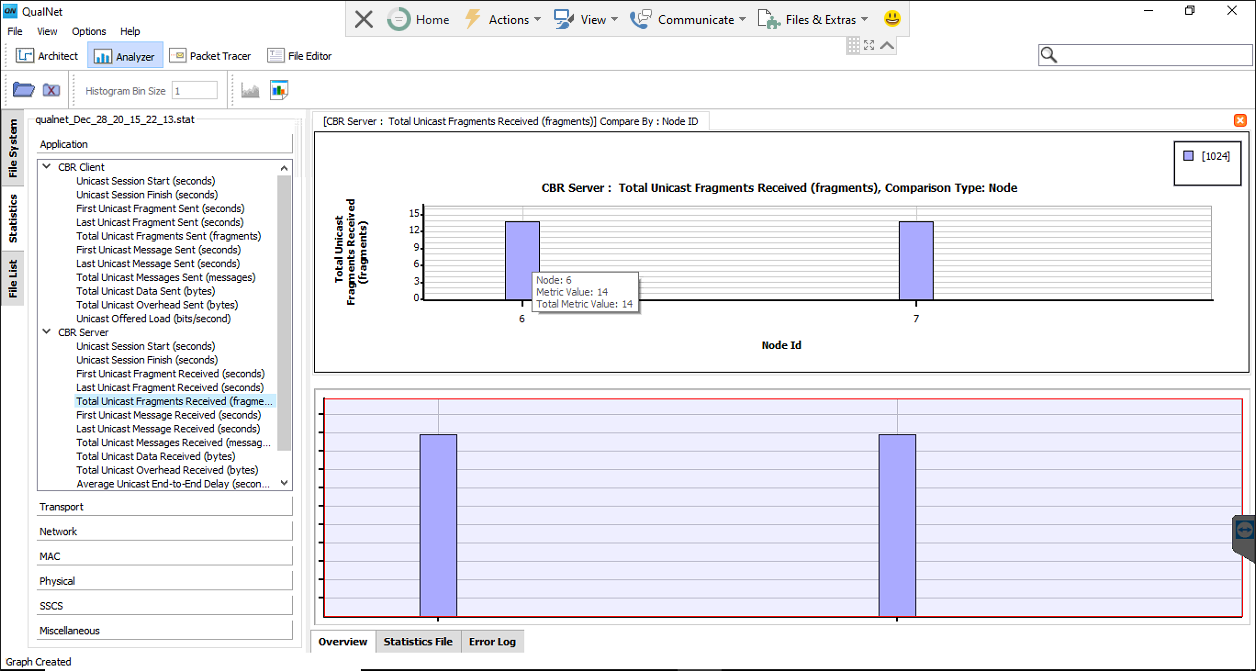 QN QualNet
File View Options Help
Home Actions View Communicate Files & Extras
Architect Analyzer Packet Tracer File Editor
Histogram Bin Size 1
File System
Statistics
File List
qualnet_Dec_28_20_15_22_13.stat
Application
CBR Client
Unicast Session Start (seconds)
Unicast Session Finish (seconds)
First Unicast Fragment Sent (seconds)
Last Unicast Fragment Sent (seconds)
Total Unicast Fragments Sent (fragments)
First Unicast Message Sent (seconds)
Last Unicast Message Sent (seconds)
Total Unicast Messages Sent (messages)
Total Unicast Data Sent (bytes)
Total Unicast Overhead Sent (bytes)
Unicast Offered Load (bits/second)
CBR Server
Unicast Session Start (seconds)
Unicast Session Finish (seconds)
First Unicast Fragment Received (seconds)
Last Unicast Fragment Received (seconds)
Total Unicast Fragments Received (fragme...
First Unicast Message Received (seconds)
Last Unicast Message Received (seconds)
Total Unicast Messages Received (messag...
Total Unicast Data Received (bytes)
Total Unicast Overhead Received (bytes)
Average Unicast End-to-End Delay (secon...
Transport
Network
MAC
Physical
SSCS
Miscellaneous
[CBR Server : Total Unicast Fragments Received (fragments)] Compare By : Node ID
[1024]
CBR Server : Total Unicast Fragments Received (fragments), Comparison Type: Node
Total Unicast
Fragments Received
(fragments)
15
12
9
6
3
0
Node: 6
Metric Value: 14
Total Metric Value: 14
6 7
Node Id
Overview Statistics File Error Log
Graph Created